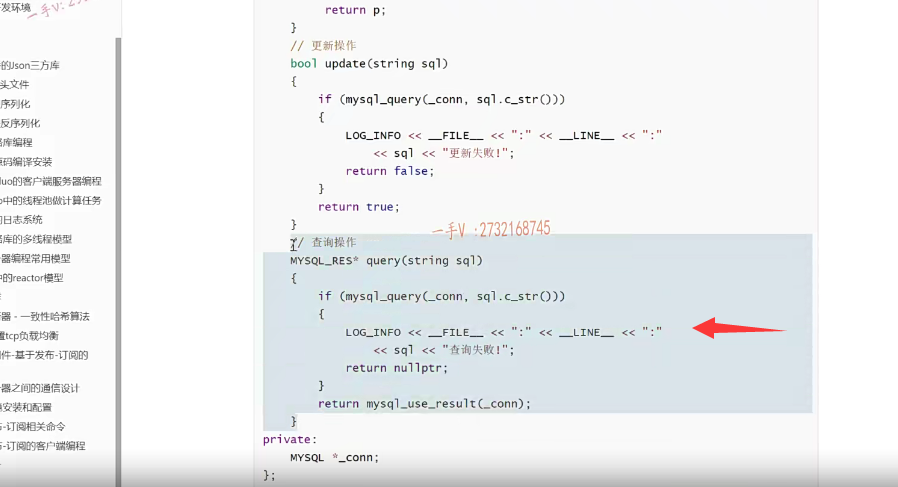 发环境
一手V:2
的Json三方库
头文件
序列化
反序列化
络库编程
源码编译安装
duo的客户端服务器编程
o中的线程池做计算任务
的日志系统
络库的多线程模型
器编程常用模型
中的reactor模型
器 - 一致性哈希算法
置tcp负载均衡
件-基于发布-订阅的
器之间的通信设计
境安装和配置
布-订阅相关命令
布-订阅的客户端编程
return p;
}
// 更新操作
bool update(string sql)
{
if (mysql_query(_conn, sql.c_str()))
{
LOG_INFO << __FILE__ << ":" << __LINE__ << ":"
<< sql << "更新失败!";
return false;
}
return true;
}
一手V :2732168745
// 查询操作
MYSQL_RES* query(string sql)
{
if (mysql_query(_conn, sql.c_str()))
{
LOG_INFO << __FILE__ << ":" << __LINE__ << ":"
<< sql << "查询失败!";
return nullptr;
}
return mysql_use_result(_conn);
}
private:
MYSQL *_conn;
};